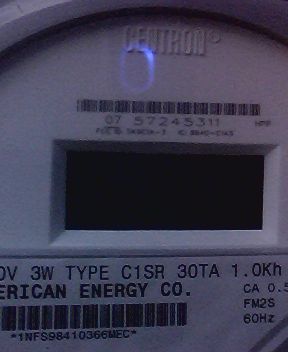 CENTRON®
07 57245311
0V 3W TYPE C1SR 30TA 1.0Kh
ERICAN ENERGY CO.
CA 0.5
FM2S
60Hz
*1NFS98410366MEC*